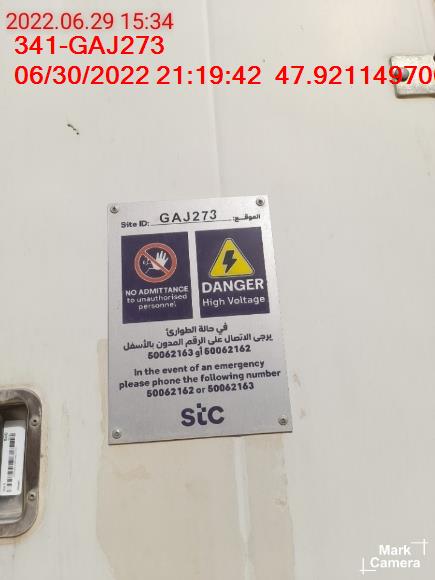 2022.06.29 15:34
341-GAJ273
06/30/2022 21:19:42 47.921149700
Site ID: GAJ273 الموقع:
NO ADMITTANCE
to unauthorised
personnel
DANGER
High Voltage
في حالة الطوارئ
يرجى الاتصال على الرقم المدون بالأسفل
50062162 أو 50062163
In the event of an emergency
please phone the following number
50062162 or 50062163
stc
Mark
Camera